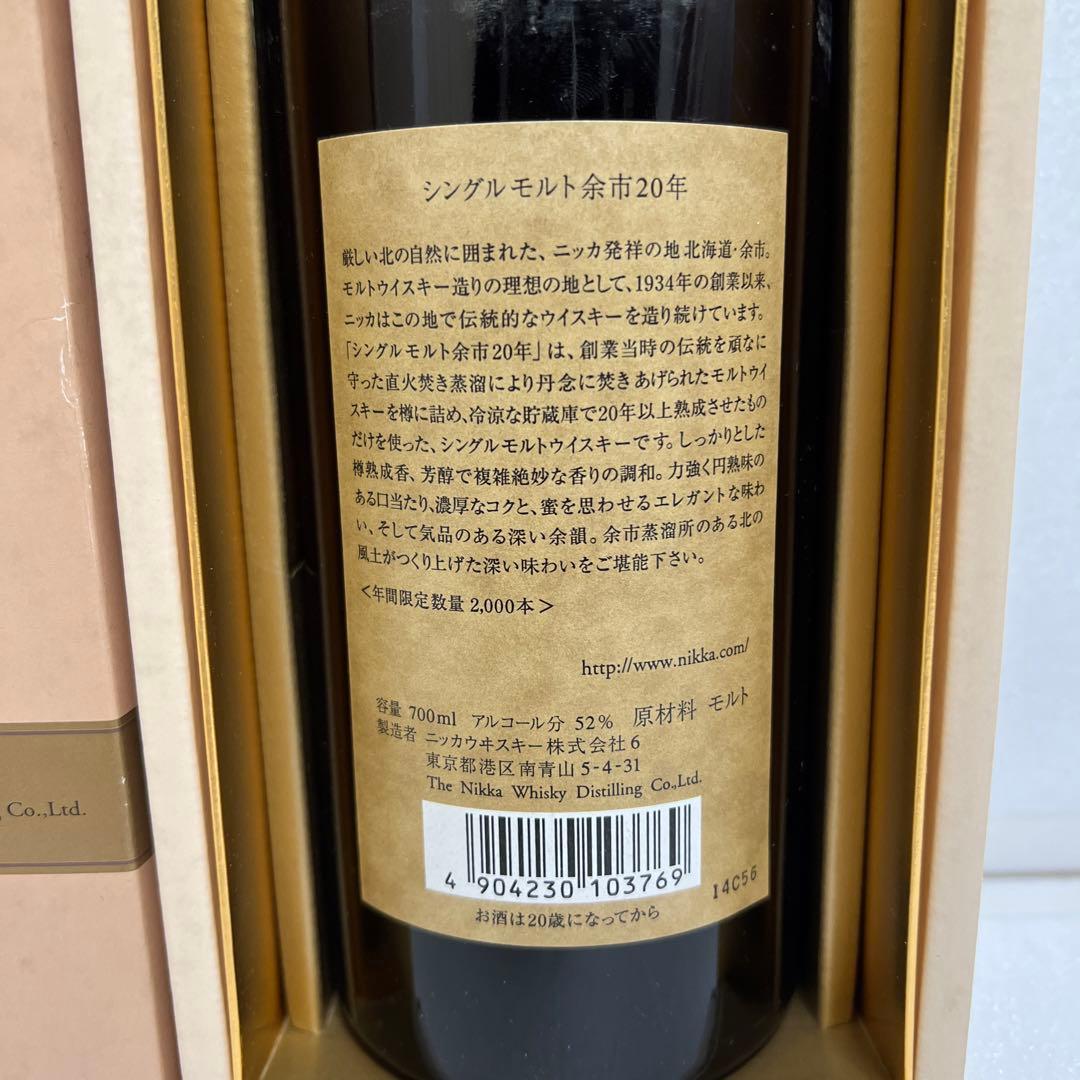 シングルモルト余市20年
厳しい北の自然に囲まれた、ニッカ発祥の地 北海道・余市。
モルトウイスキー造りの理想の地として、1934年の創業以来、
ニッカはこの地で伝統的なウイスキーを造り続けています。
「シングルモルト余市20年」は、創業当時の伝統を頑なに
守った直火焚き蒸溜により丹念に焚きあげられたモルトウイ
スキーを樽に詰め、冷涼な貯蔵庫で20年以上熟成させたもの
だけを使った、シングルモルトウイスキーです。しっかりとした
樽熟成香、芳醇で複雑絶妙な香りの調和。力強く円熟味の
ある口当たり、濃厚なコクと、蜜を思わせるエレガントな味わ
い、そして気品のある深い余韻。余市蒸溜所のある北の
風土がつくり上げた深い味わいをご堪能下さい。
＜年間限定数量 2,000本＞
http://www.nikka.com/
容量 700ml アルコール分 52% 原材料 モルト
製造者 ニッカウヰスキー株式会社6
東京都港区南青山 5-4-31
The Nikka Whisky Distilling Co.,Ltd.
4 904230 103769
14C56
お酒は20歳になってから
Co.,Ltd.